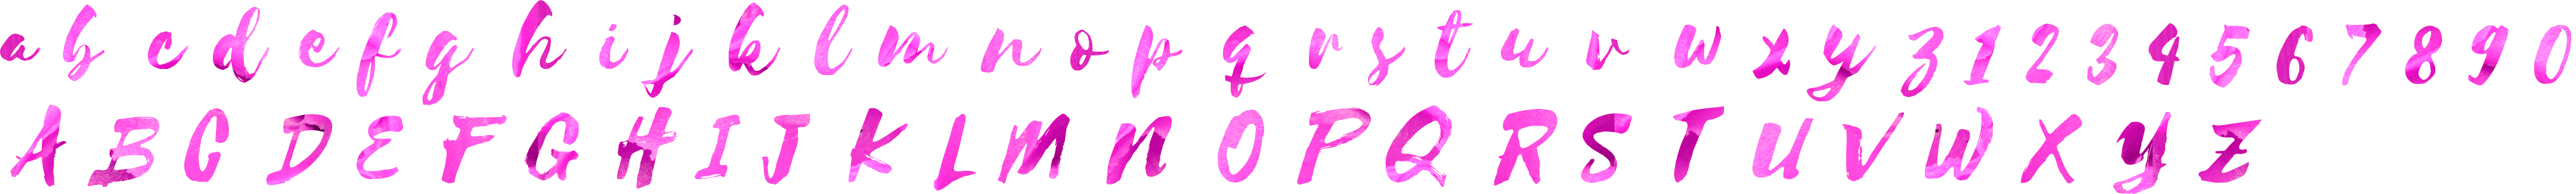 a b c d e f g h i j k l m n o p q r s t u v w x y z 1 2 3 4 5 6 7 8 9 0
A B C D E F G H I J K L M N O P Q R S T U V W X Y Z